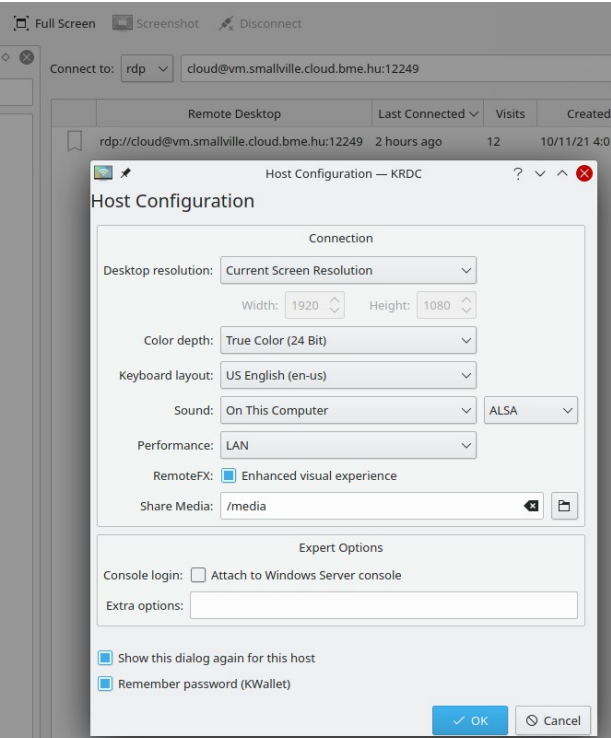 Full Screen Screenshot Disconnect
Connect to: rdp cloud@vm.smallville.cloud.bme.hu:12249
Remote Desktop Last Connected Visits Created
rdp://cloud@vm.smallville.cloud.bme.hu:12249 2 hours ago 12 10/11/21 4:0
Host Configuration — KRDC ?
Host Configuration
Connection
Desktop resolution: Current Screen Resolution
Width: 1920 Height: 1080
Color depth: True Color (24 Bit)
Keyboard layout: US English (en-us)
Sound: On This Computer ALSA
Performance: LAN
RemoteFX: Enhanced visual experience
Share Media: /media
Expert Options
Console login: Attach to Windows Server console
Extra options:
Show this dialog again for this host
Remember password (KWallet)
OK Cancel